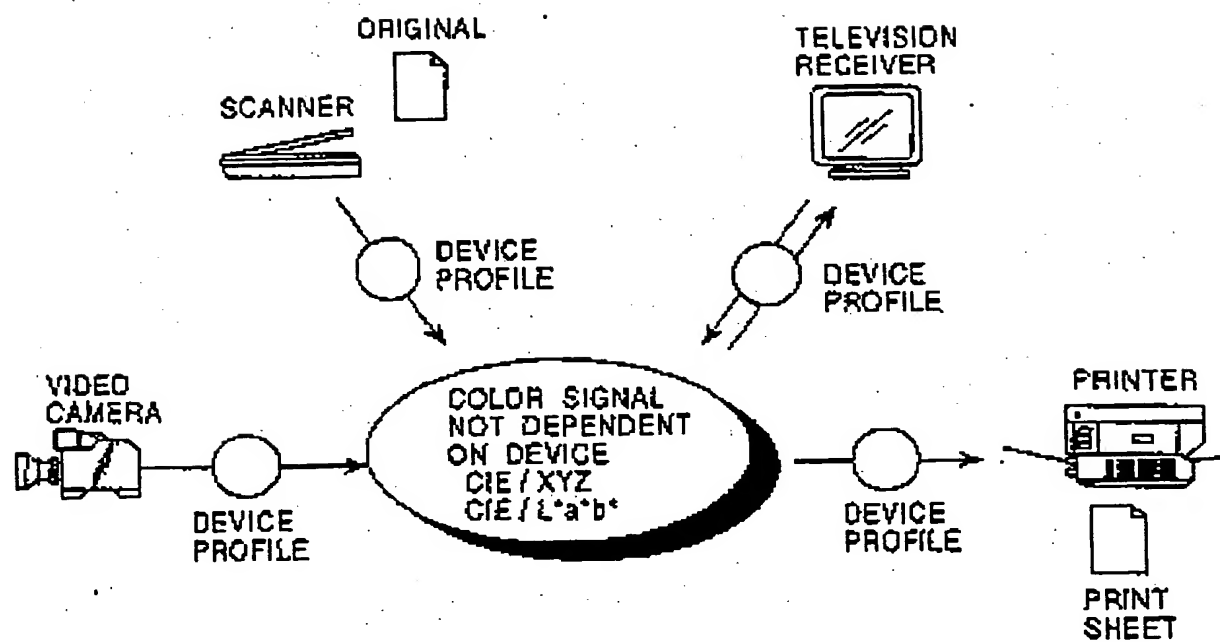 ORIGINAL
SCANNER
TELEVISION
RECEIVER
DEVICE
PROFILE
DEVICE
PROFILE
VIDEO
CAMERA
DEVICE
PROFILE
COLOR SIGNAL
NOT DEPENDENT
ON DEVICE
CIE / XYZ
CIE / L*a*b*
DEVICE
PROFILE
PRINTER
PRINT
SHEET